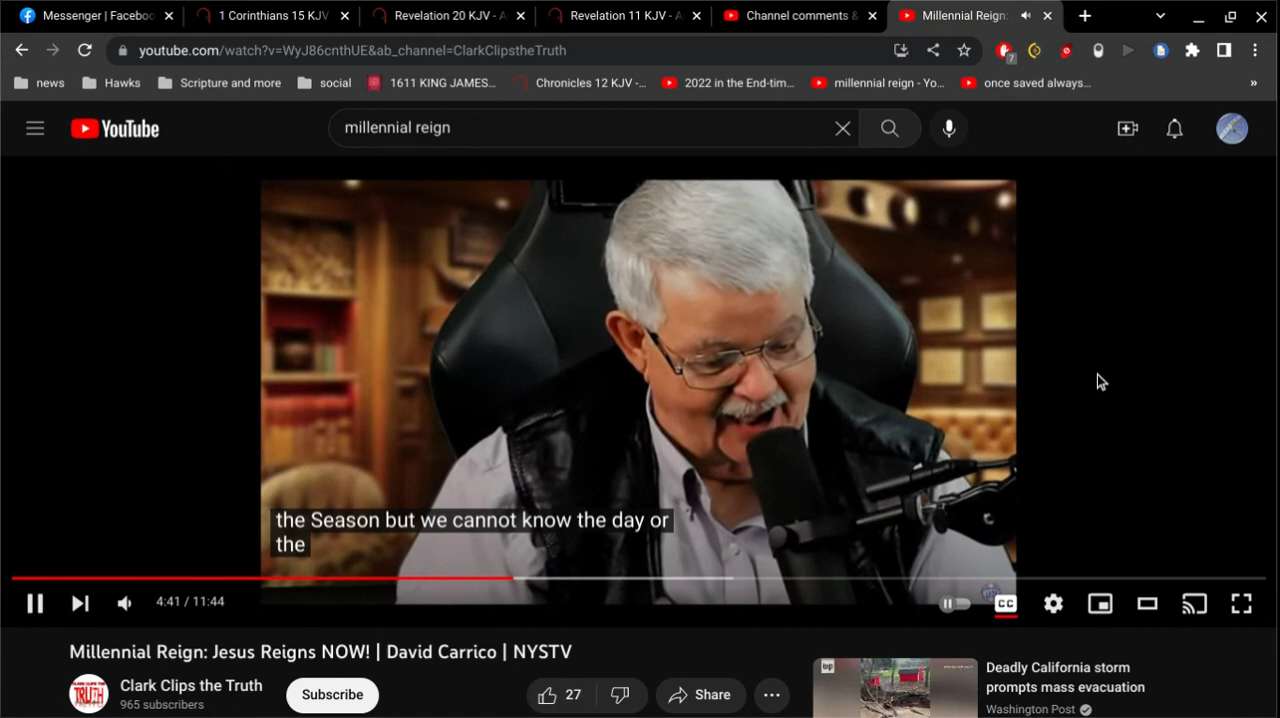 Messenger | Faceboo
1 Corinthians 15 KJV
Revelation 20 KJV - A
Revelation 11 KJV - A
Channel comments &
Millennial Reign:
youtube.com/watch?v=WyJ86cnthUE&ab_channel=ClarkClipstheTruth
7
news
Hawks
Scripture and more
social
1611 KING JAMES...
Chronicles 12 KJV -...
2022 in the End-tim...
millennial reign - Yo...
once saved always...
»
YouTube
millennial reign
the Season but we cannot know the day or
the
4:41 / 11:44
CC
Millennial Reign: Jesus Reigns NOW! | David Carrico | NYSTV
Clark Clips the Truth
965 subscribers
Subscribe
27
Share
TRUTH
Deadly California storm
prompts mass evacuation
Washington Post